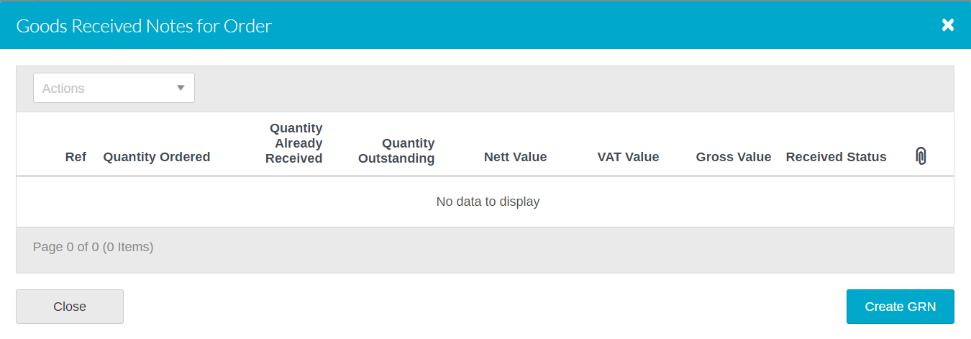 Goods Received Notes for Order
Actions
Ref Quantity Ordered Quantity Already Received Quantity Outstanding Nett Value VAT Value Gross Value Received Status
No data to display
Page 0 of 0 (0 Items)
Close Create GRN